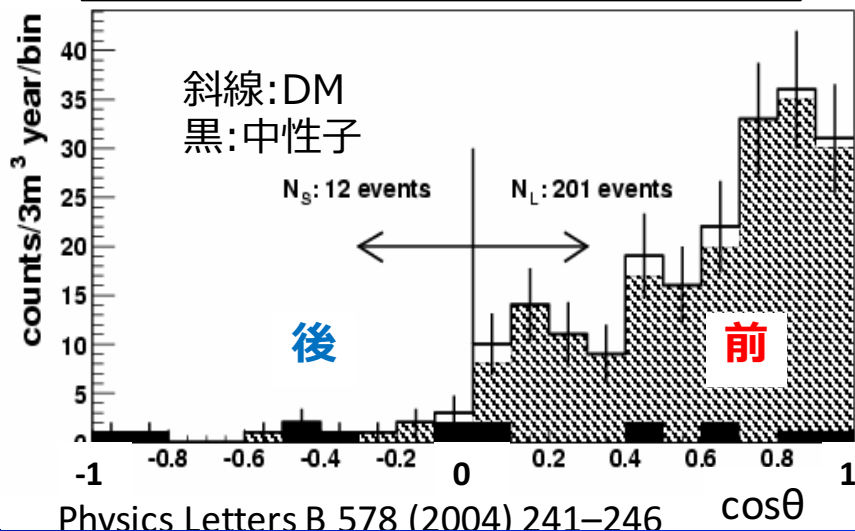 counts/3m³ year/bin
40
35
30
25
20
15
10
5
0
斜線:DM
黒:中性子
N_S: 12 events
N_L: 201 events
後
前
-1 -0.8 -0.6 -0.4 -0.2 0 0.2 0.4 0.6 0.8 1
cosθ
Physics Letters B 578 (2004) 241–246